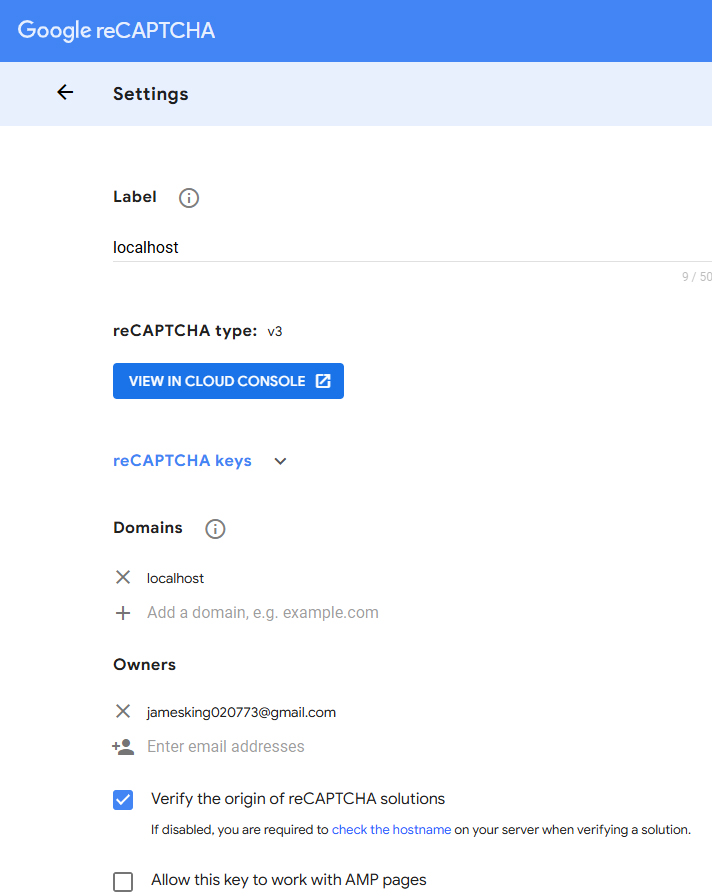 Google reCAPTCHA
Settings
Label
localhost
9 / 50
reCAPTCHA type: v3
VIEW IN CLOUD CONSOLE
reCAPTCHA keys
Domains
localhost
Add a domain, e.g. example.com
Owners
jamesking020773@gmail.com
Enter email addresses
Verify the origin of reCAPTCHA solutions
If disabled, you are required to check the hostname on your server when verifying a solution.
Allow this key to work with AMP pages